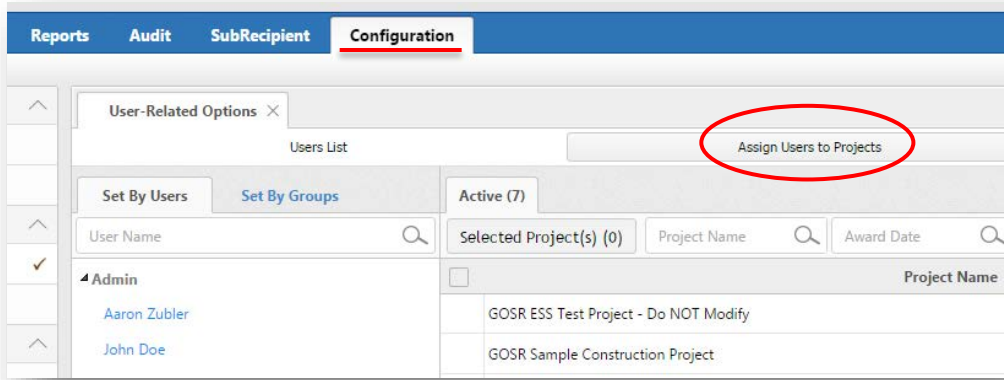 Reports Audit SubRecipient Configuration
User-Related Options
Users List Assign Users to Projects
Set By Users Set By Groups Active (7)
User Name Selected Project(s) (0) Project Name Award Date
Admin Project Name
Aaron Zubler GOSR ESS Test Project - Do NOT Modify
John Doe GOSR Sample Construction Project